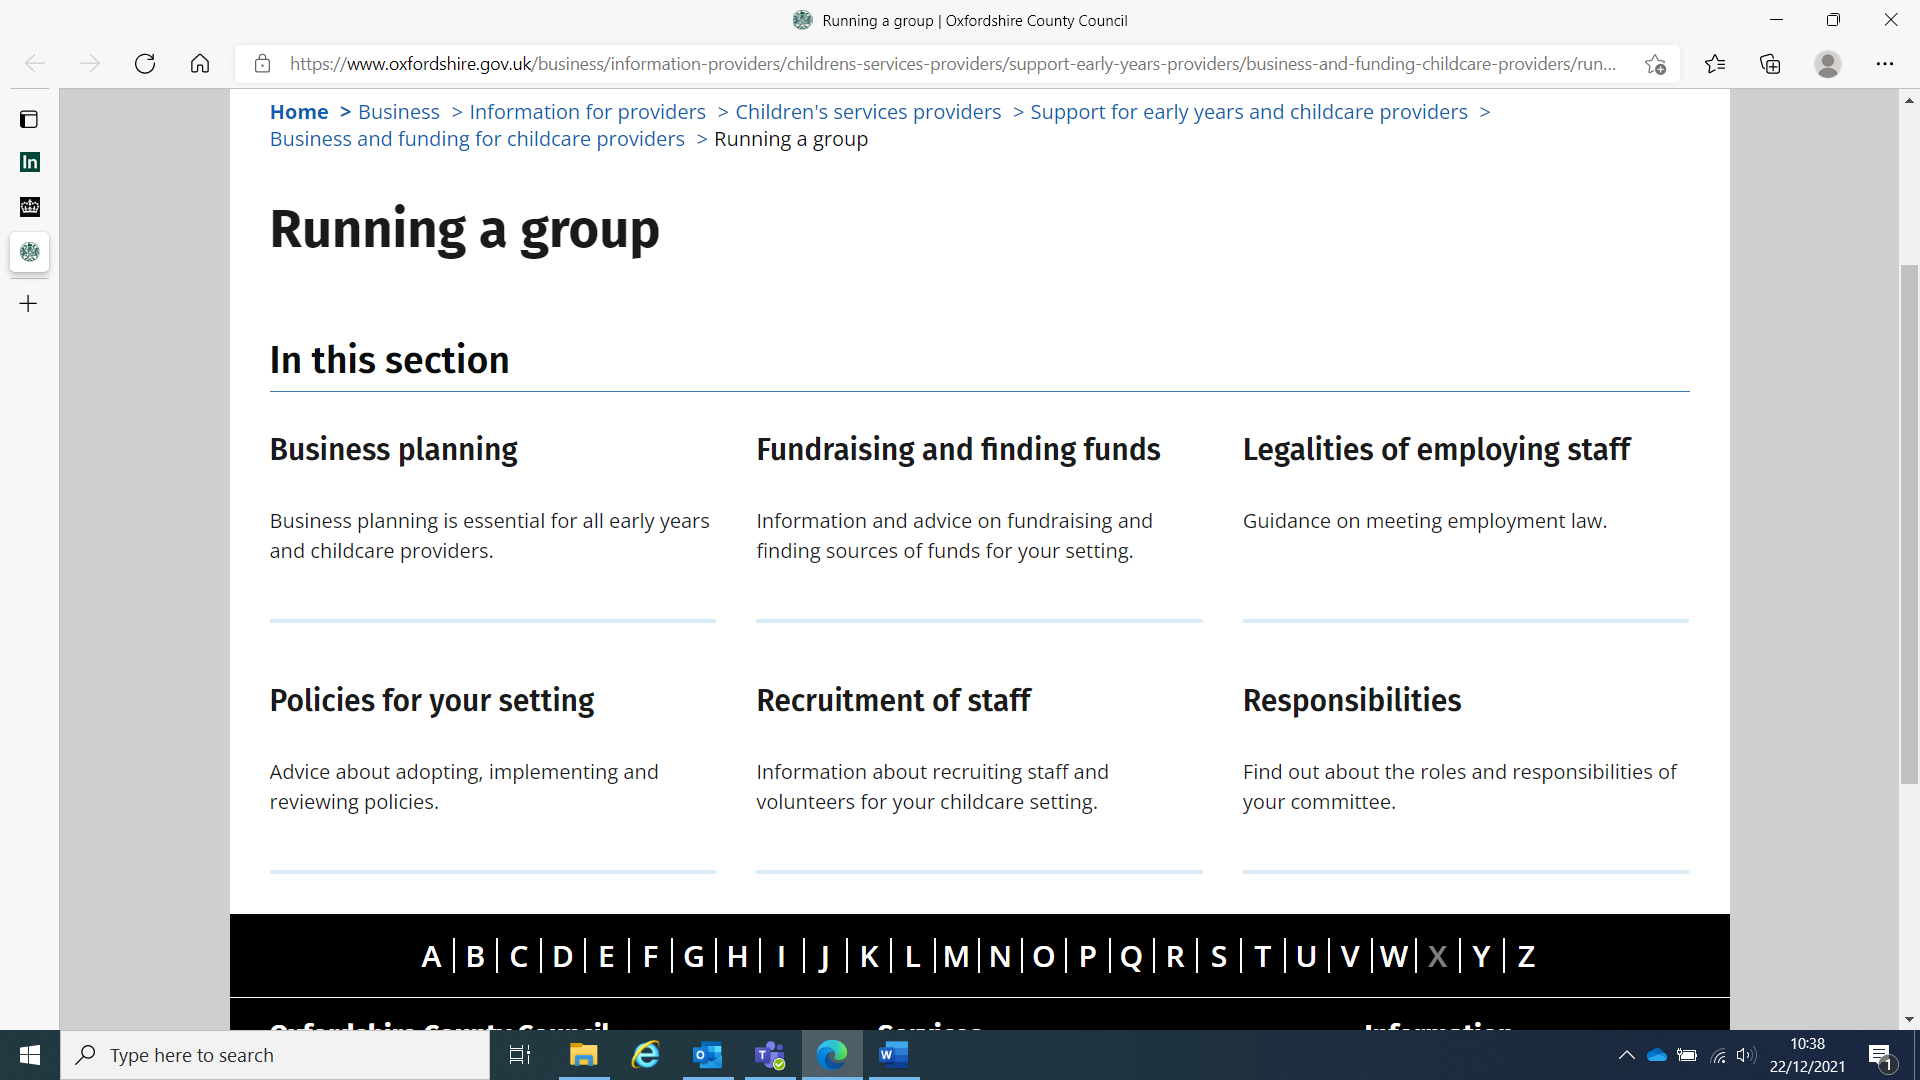 Running a group | Oxfordshire County Council
https://www.oxfordshire.gov.uk/business/information-providers/childrens-services-providers/support-early-years-providers/business-and-funding-childcare-providers/run...
Home > Business > Information for providers > Children's services providers > Support for early years and childcare providers >
Business and funding for childcare providers > Running a group
In
Running a group
In this section
Business planning
Business planning is essential for all early years
and childcare providers.
Fundraising and finding funds
Information and advice on fundraising and
finding sources of funds for your setting.
Legalities of employing staff
Guidance on meeting employment law.
Policies for your setting
Advice about adopting, implementing and
reviewing policies.
Recruitment of staff
Information about recruiting staff and
volunteers for your childcare setting.
Responsibilities
Find out about the roles and responsibilities of
your committee.
A | B | C | D | E | F | G | H | I | J | K | L | M | N | O | P | Q | R | S | T | U | V | W | X | Y | Z
Oxfordshire County Council
Services
Information
Type here to search
10:38
22/12/2021
1